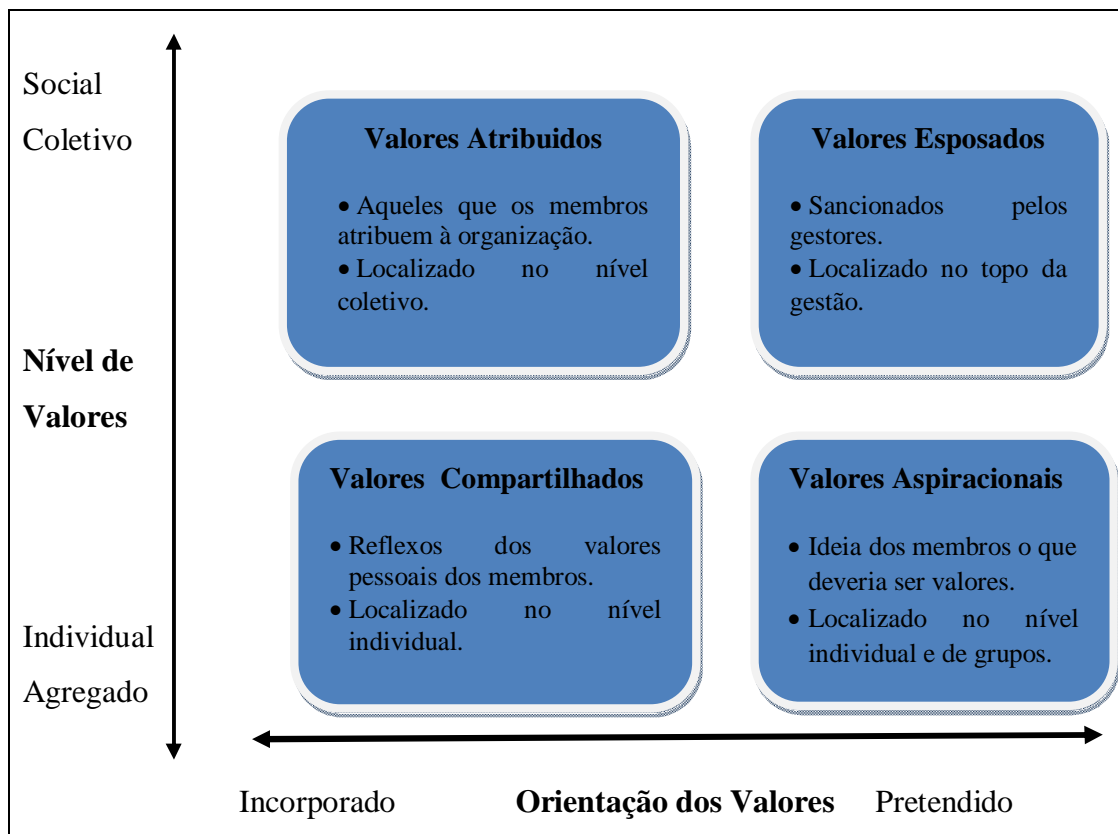 Social
Coletivo
Nível de
Valores
Individual
Agregado
Valores Atribuidos
• Aqueles que os membros
atribuem à organização.
• Localizado no nível
coletivo.
Valores Esposados
• Sancionados pelos
gestores.
• Localizado no topo da
gestão.
Valores Compartilhados
• Reflexos dos valores
pessoais dos membros.
• Localizado no nível
individual.
Valores Aspiracionais
• Ideia dos membros o que
deveria ser valores.
• Localizado no nível
individual e de grupos.
Incorporado Orientação dos Valores Pretendido